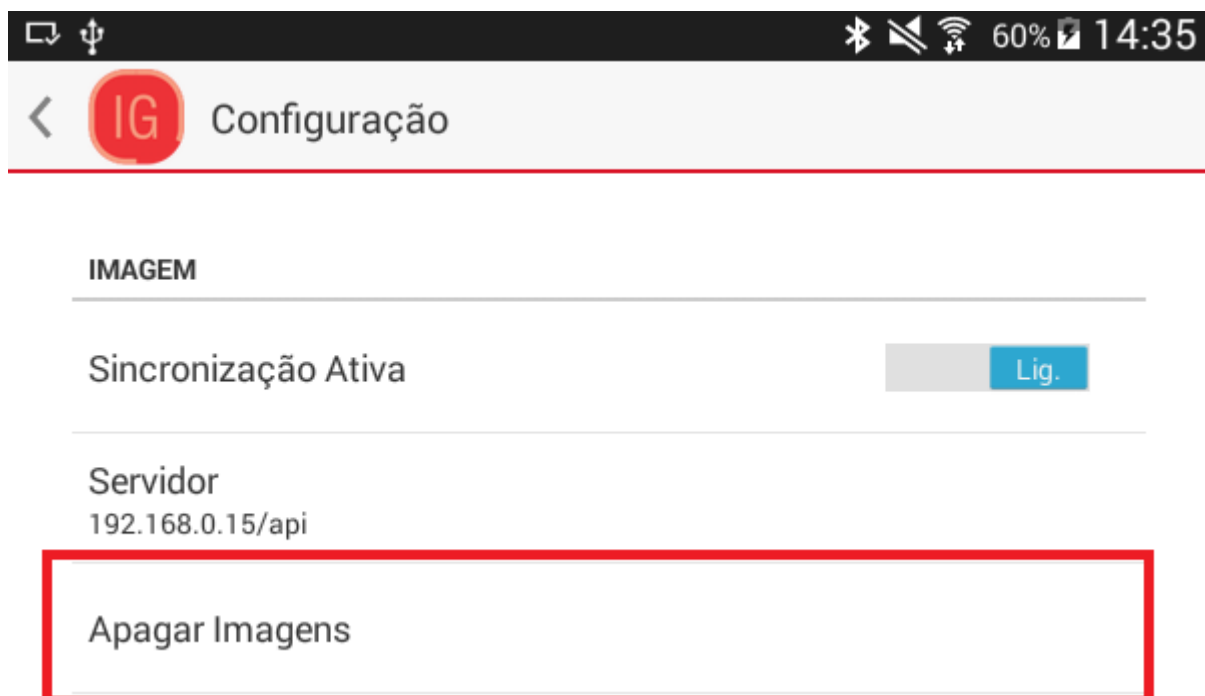 60% 14:35
IG Configuração
IMAGEM
Sincronização Ativa Lig.
Servidor
192.168.0.15/api
Apagar Imagens